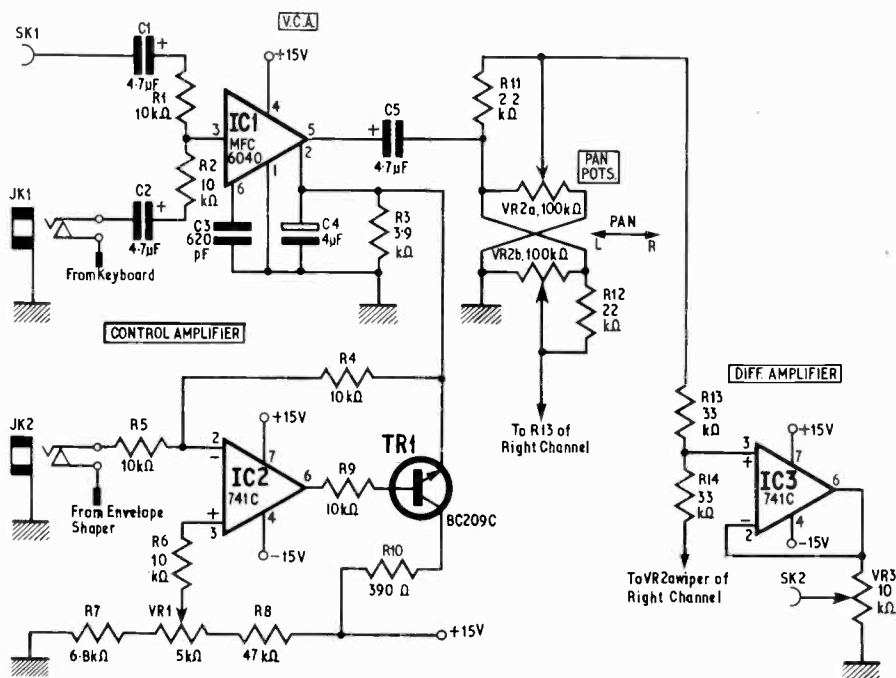 V.C.A.
SK1
C1
+
4·7µF
R1
10kΩ
+15V
4
3
IC1
MFC
6040
5
2
6
1
R2
10
kΩ
JK1
C2
+
4·7µF
From Keyboard
C3
620
pF
C4
4µF
R3
3·9
kΩ
C5
+
4·7µF
R11
22
kΩ
PAN
POTS.
VR2a, 100kΩ
PAN
L
R
VR2b, 100kΩ
R12
22
kΩ
To R13 of
Right Channel
CONTROL AMPLIFIER
R4
10kΩ
JK2
R5
10kΩ
From Envelope
Shaper
+15V
2
-
7
IC2
741C
6
+
3
4
-15V
R9
10kΩ
TR1
BC209C
R6
10
kΩ
R10
390 Ω
R7
6·8kΩ
VR1
5kΩ
R8
47kΩ
+15V
DIFF. AMPLIFIER
R13
33
kΩ
R14
33
kΩ
To VR2a wiper of
Right Channel
+15V
3
+
7
IC3
741C
6
-
2
4
-15V
SK2
VR3
10
kΩ